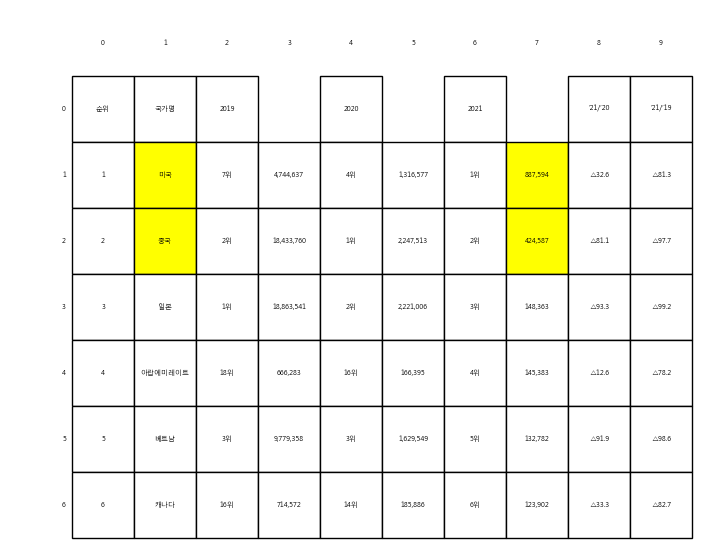 0 1 2 3 4 5 6 7 8 9
0 순위 국가명 2019 2020 2021 '21/'20 '21/'19
1 1 미국 7위 4,744,637 4위 1,316,577 1위 887,594 △32.6 △81.3
2 2 중국 2위 18,433,760 1위 2,247,513 2위 424,587 △81.1 △97.7
3 3 일본 1위 18,863,541 2위 2,221,006 3위 148,363 △93.3 △99.2
4 4 아랍에미레이트 18위 666,283 16위 166,395 4위 145,383 △12.6 △78.2
5 5 베트남 3위 9,779,358 3위 1,629,549 5위 132,782 △91.9 △98.6
6 6 캐나다 16위 714,572 14위 185,886 6위 123,902 △33.3 △82.7